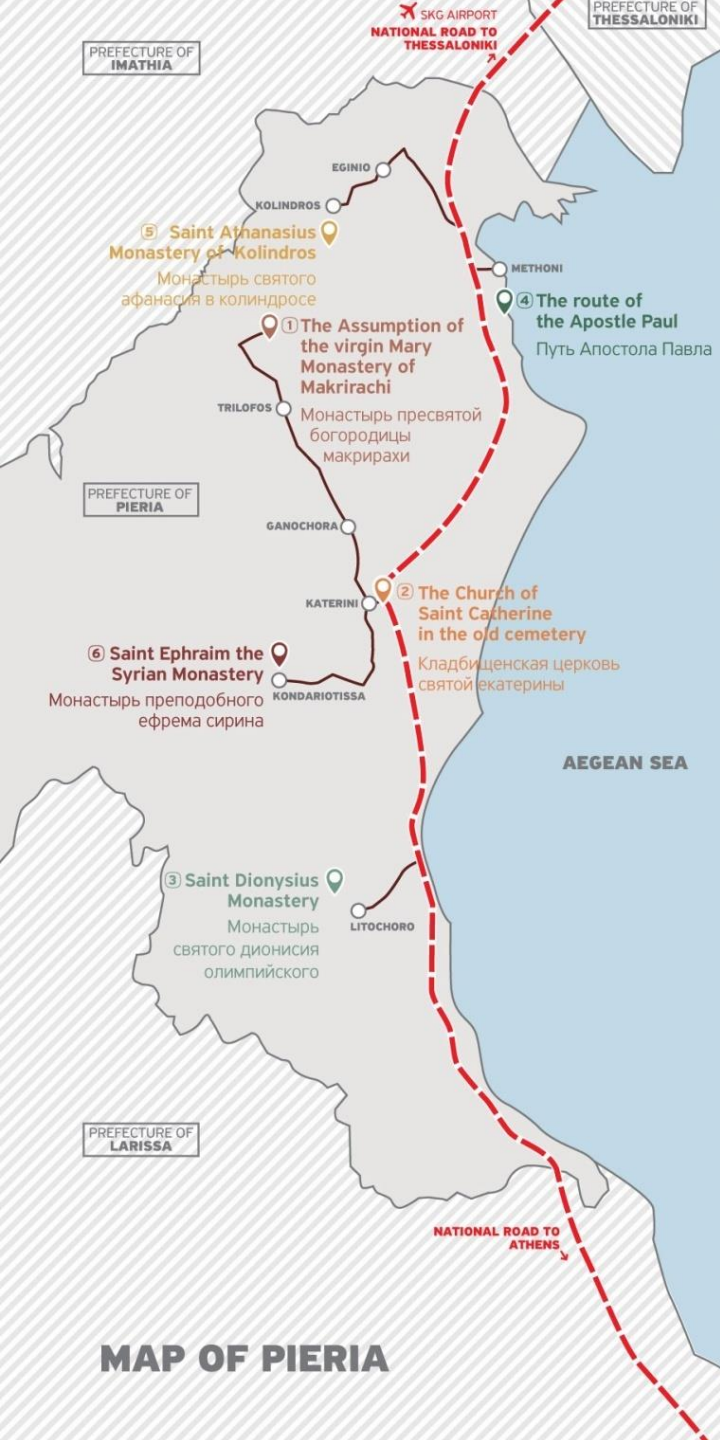 SKG AIRPORT
NATIONAL ROAD TO
THESSALONIKI
PREFECTURE OF
THESSALONIKI
PREFECTURE OF
IMATHIA
EGINIO
KOLINDROS
5 Saint Athanasius
Monastery of Kolindros
Монастырь святого
афанасия в колиндросе
METHONI
4 The route of
the Apostle Paul
Путь Апостола Павла
1 The Assumption of
the virgin Mary
Monastery of
Makrirachi
Монастырь пресвятой
богородицы
макрирахи
TRILOFOS
PREFECTURE OF
PIERIA
GANOCHORA
KATERINI
2 The Church of
Saint Catherine
in the old cemetery
Кладбищенская церковь
святой екатерины
6 Saint Ephraim the
Syrian Monastery
Монастырь преподобного
ефрема сирина
KONDARIOTISSA
AEGEAN SEA
3 Saint Dionysius
Monastery
Монастырь
святого дионисия
олимпийского
LITOCHORO
PREFECTURE OF
LARISSA
NATIONAL ROAD TO
ATHENS
MAP OF PIERIA